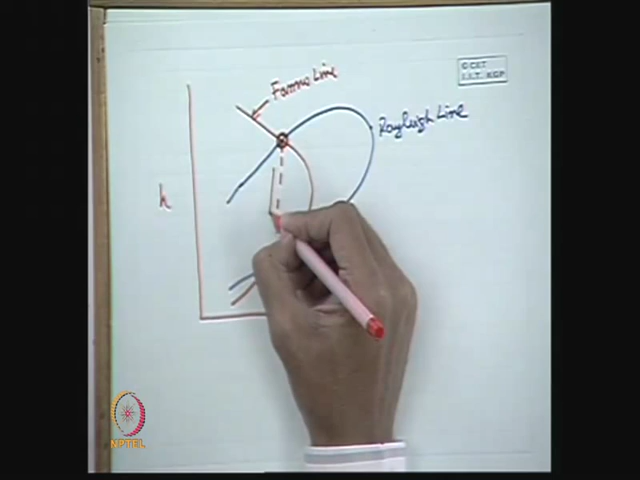 © CET
I.I.T. KGP
Fanno Line
Rayleigh Line
h
NPTEL